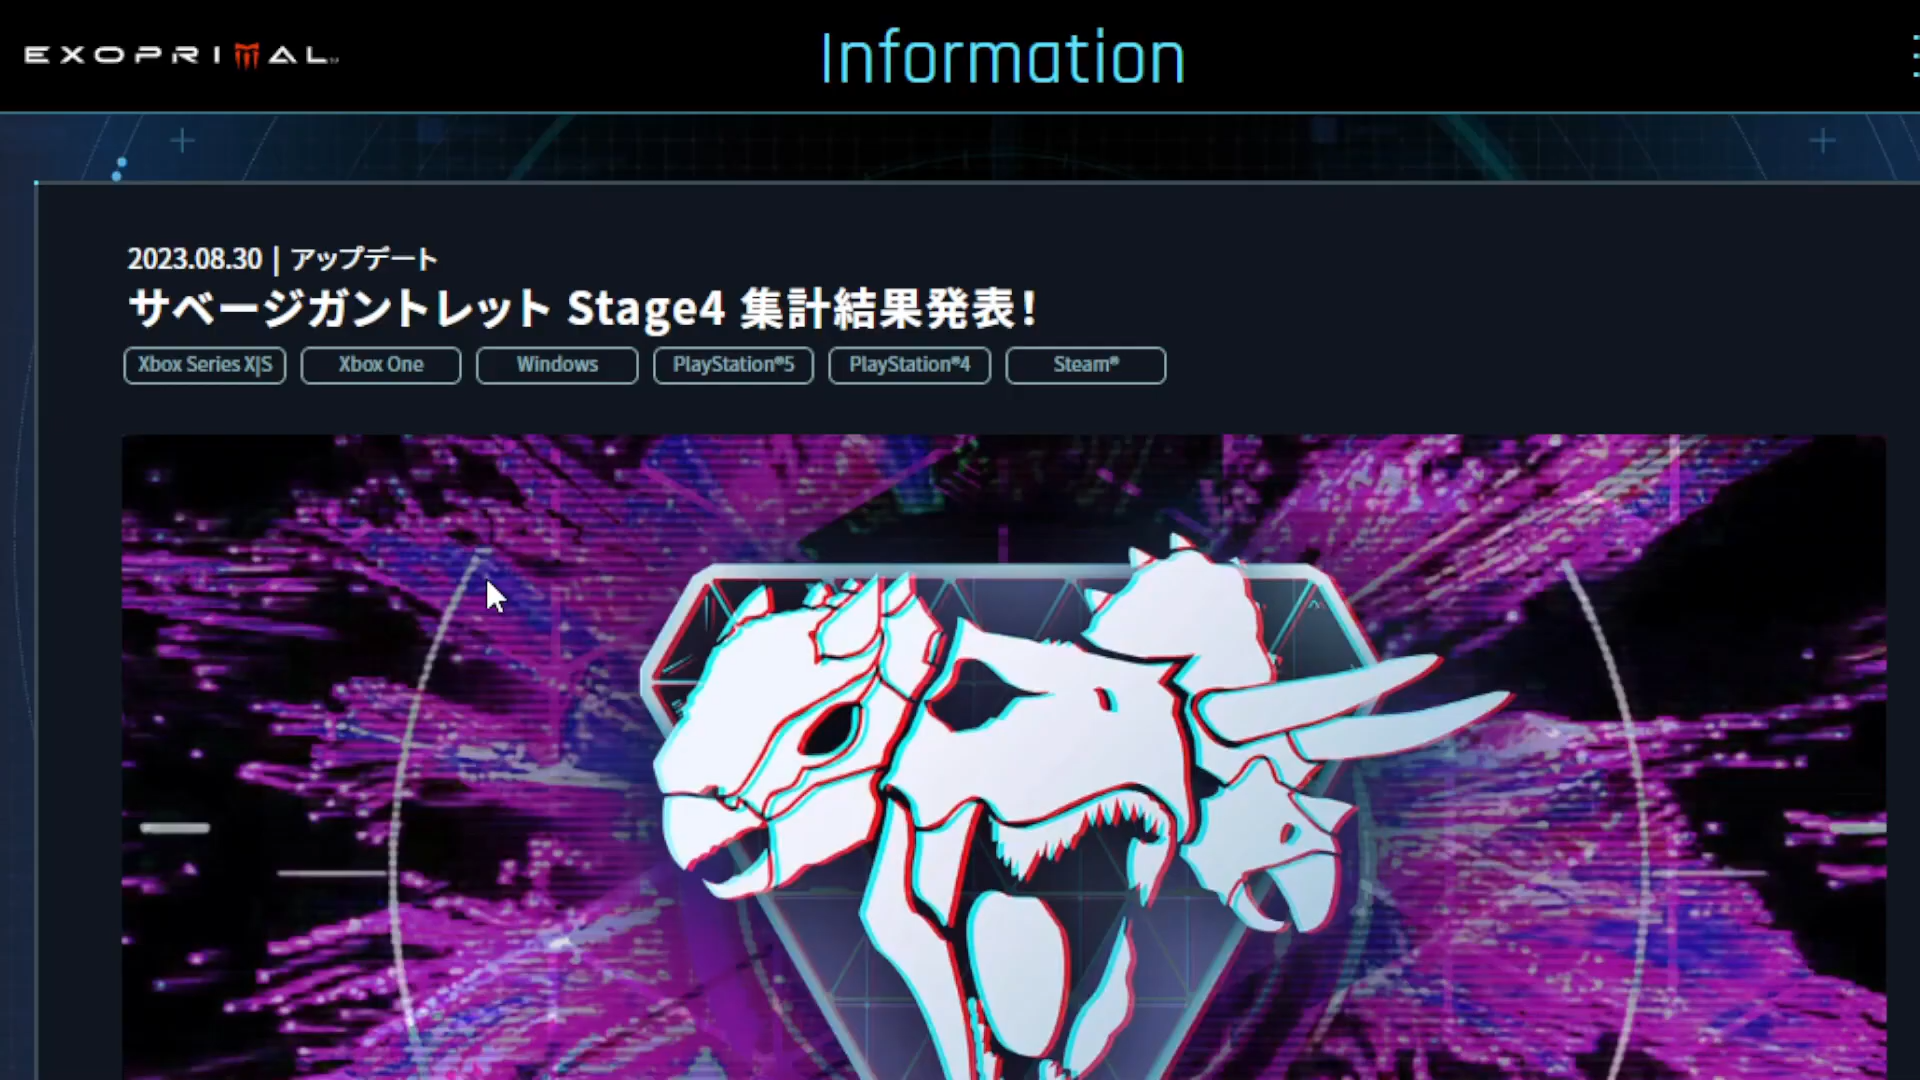 EXOPRIMAL
Information
2023.08.30 | アップデート
サベージガントレット Stage4 集計結果発表！
Xbox Series X|S
Xbox One
Windows
PlayStation®5
PlayStation®4
Steam®